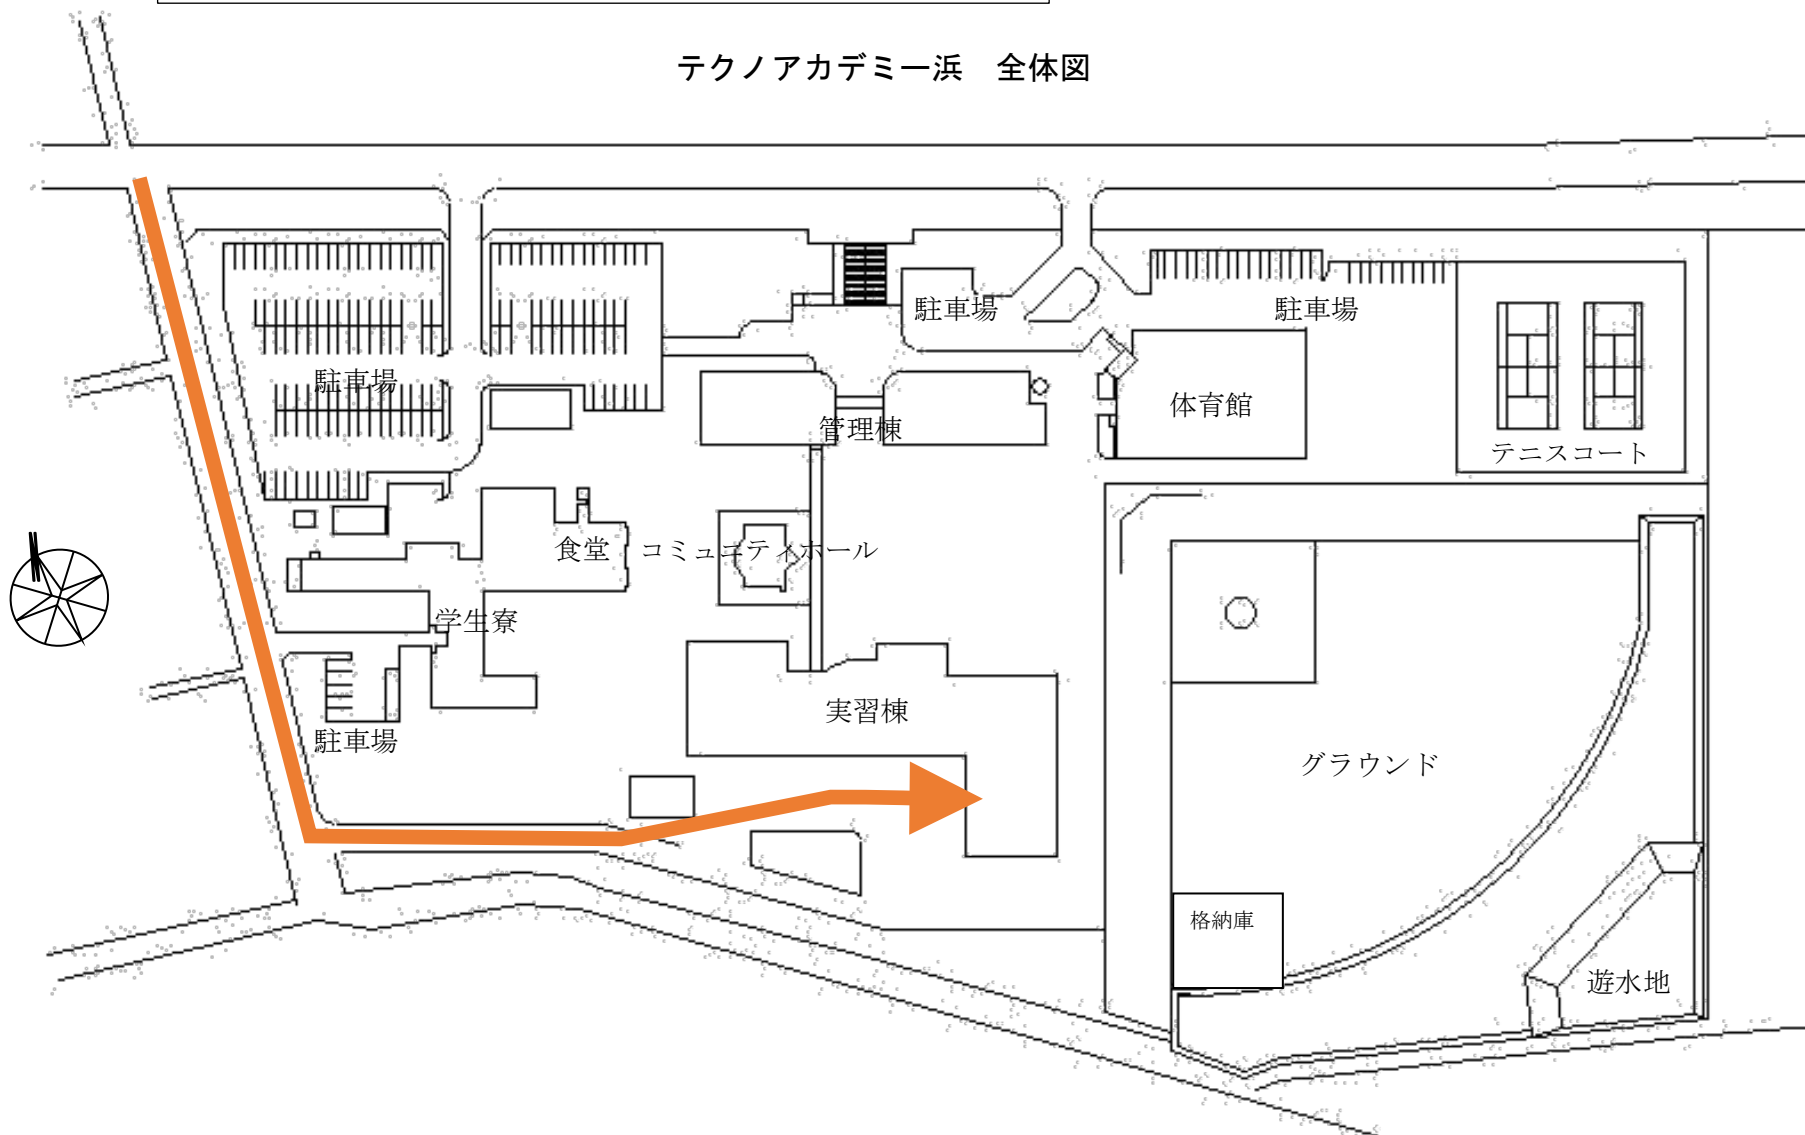 テクノアカデミー浜　全体図
駐車場
駐車場
駐車場
体育館
管理棟
テニスコート
食堂
コミュニティホール
学生寮
実習棟
駐車場
グラウンド
格納庫
遊水地